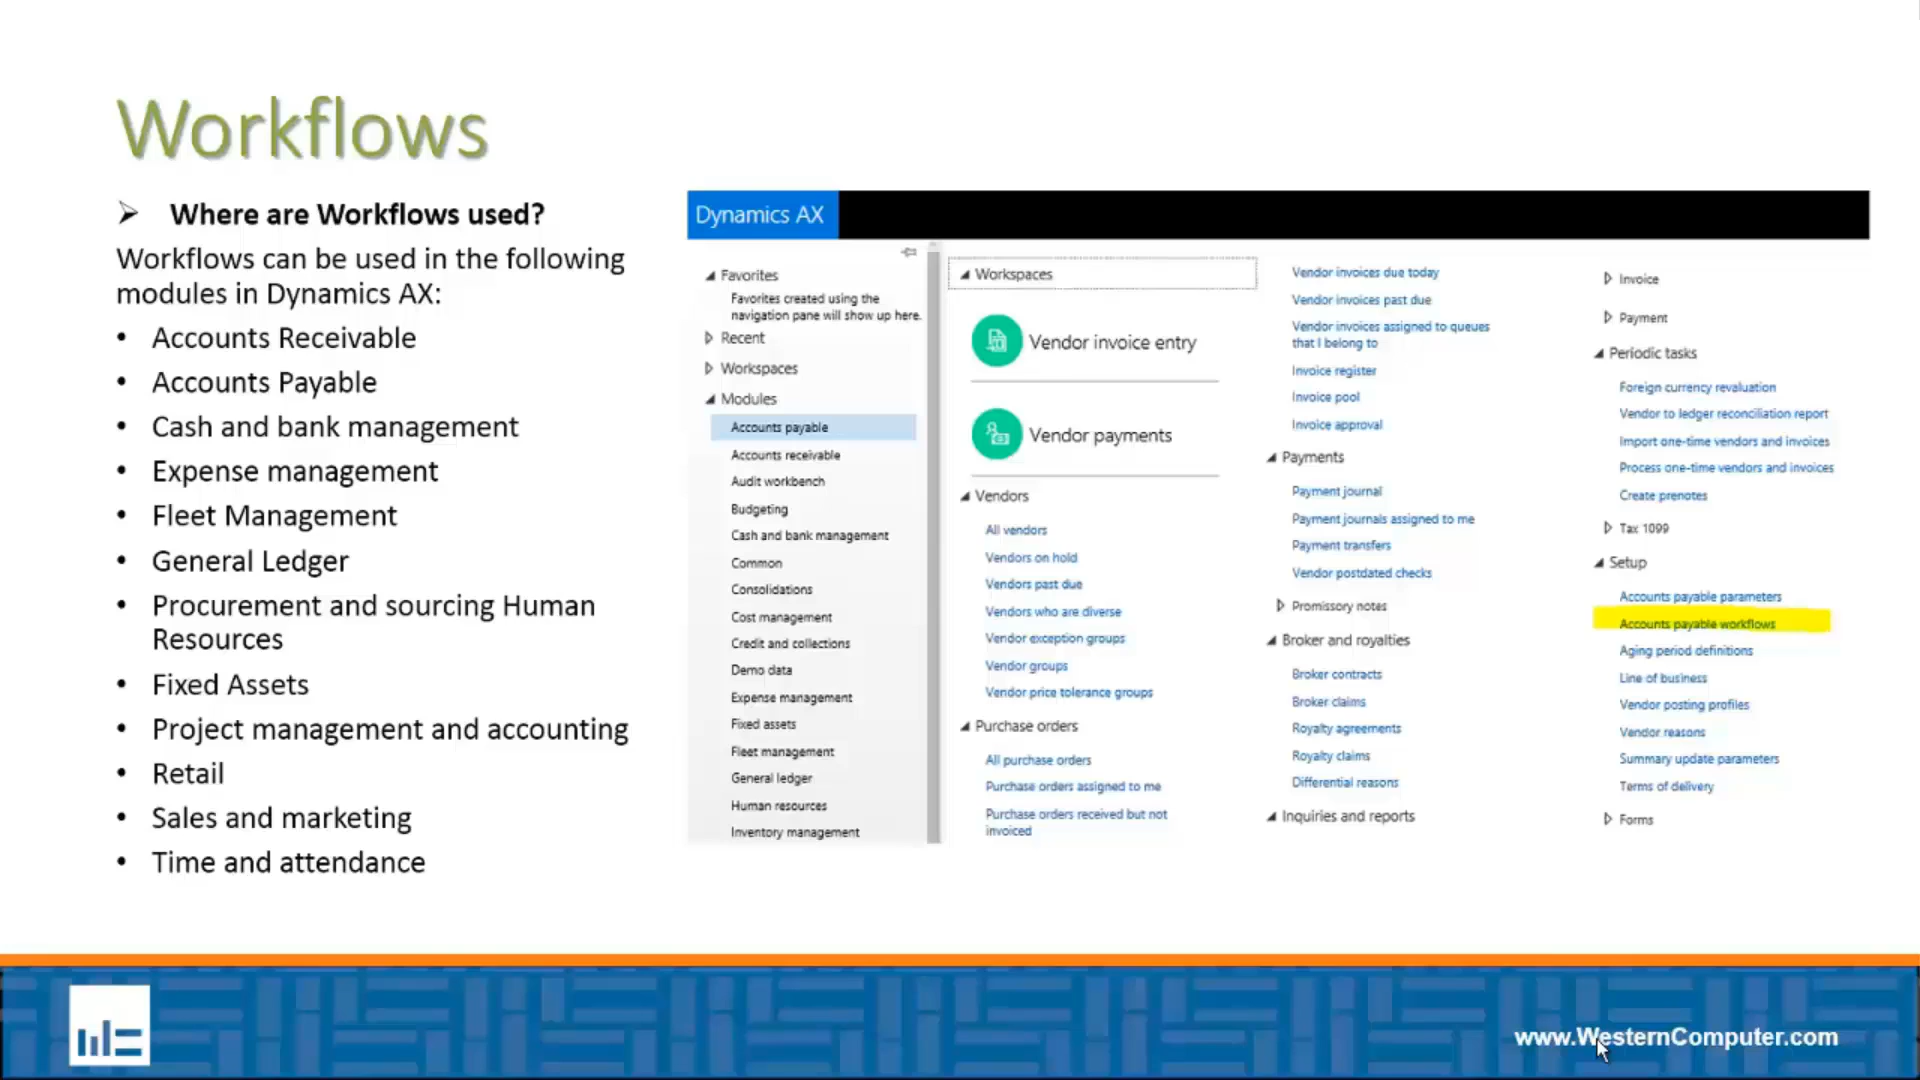 Workflows
Where are Workflows used?
Workflows can be used in the following
modules in Dynamics AX:
Accounts Receivable
Accounts Payable
Cash and bank management
Expense management
Fleet Management
General Ledger
Procurement and sourcing Human
Resources
Fixed Assets
Project management and accounting
Retail
Sales and marketing
Time and attendance
Dynamics AX
Favorites
Favorites created using the
navigation pane will show up here.
Recent
Workspaces
Modules
Accounts payable
Accounts receivable
Audit workbench
Budgeting
Cash and bank management
Common
Consolidations
Cost management
Credit and collections
Demo data
Expense management
Fixed assets
Fleet management
General ledger
Human resources
Inventory management
Workspaces
Vendor invoice entry
Vendor payments
Vendors
All vendors
Vendors on hold
Vendors past due
Vendors who are diverse
Vendor exception groups
Vendor groups
Vendor price tolerance groups
Purchase orders
All purchase orders
Purchase orders assigned to me
Purchase orders received but not
invoiced
Vendor invoices due today
Vendor invoices past due
Vendor invoices assigned to queues
that I belong to
Invoice register
Invoice pool
Invoice approval
Payments
Payment journal
Payment journals assigned to me
Payment transfers
Vendor postdated checks
Promissory notes
Broker and royalties
Broker contracts
Broker claims
Royalty agreements
Royalty claims
Differential reasons
Inquiries and reports
Invoice
Payment
Periodic tasks
Foreign currency revaluation
Vendor to ledger reconciliation report
Import one-time vendors and invoices
Process one-time vendors and invoices
Create prenotes
Tax 1099
Setup
Accounts payable parameters
Accounts payable workflows
Aging period definitions
Line of business
Vendor posting profiles
Vendor reasons
Summary update parameters
Terms of delivery
Forms
www.WesternComputer.com